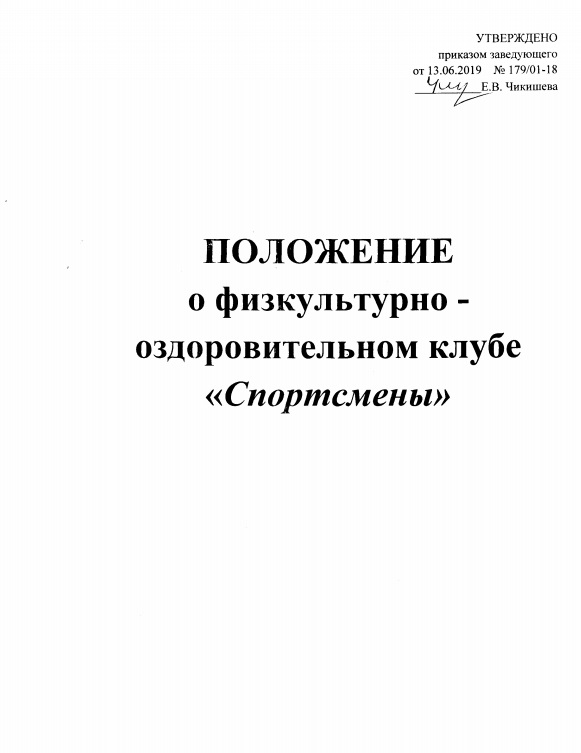 УТВЕРЖДЕНО
приказом заведующего
от 13.06.2019 № 179/01-18
Е.В. Чикишева
ПОЛОЖЕНИЕ
о физкультурно -
оздоровительном клубе
«Спортсмены»